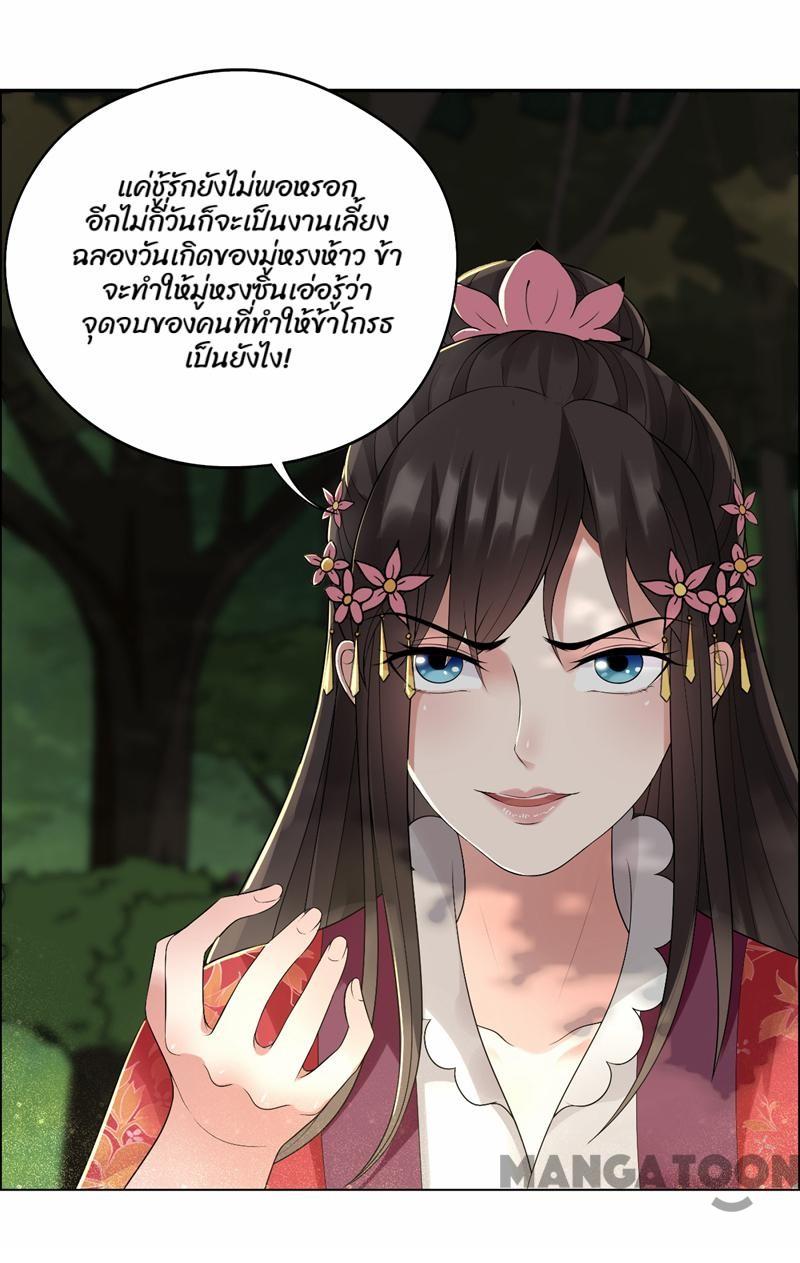 แค่ชู้รักยังไม่พอหรอก
อีกไม่กี่วันก็จะเป็นงานเลี้ยง
ฉลองวันเกิดของมู่หรงห้าว ข้า
จะทำให้มู่หรงซินเอ่อรู้ว่า
จุดจบของคนที่ทำให้ข้าโกรธ
เป็นยังไง!
MANGATOON